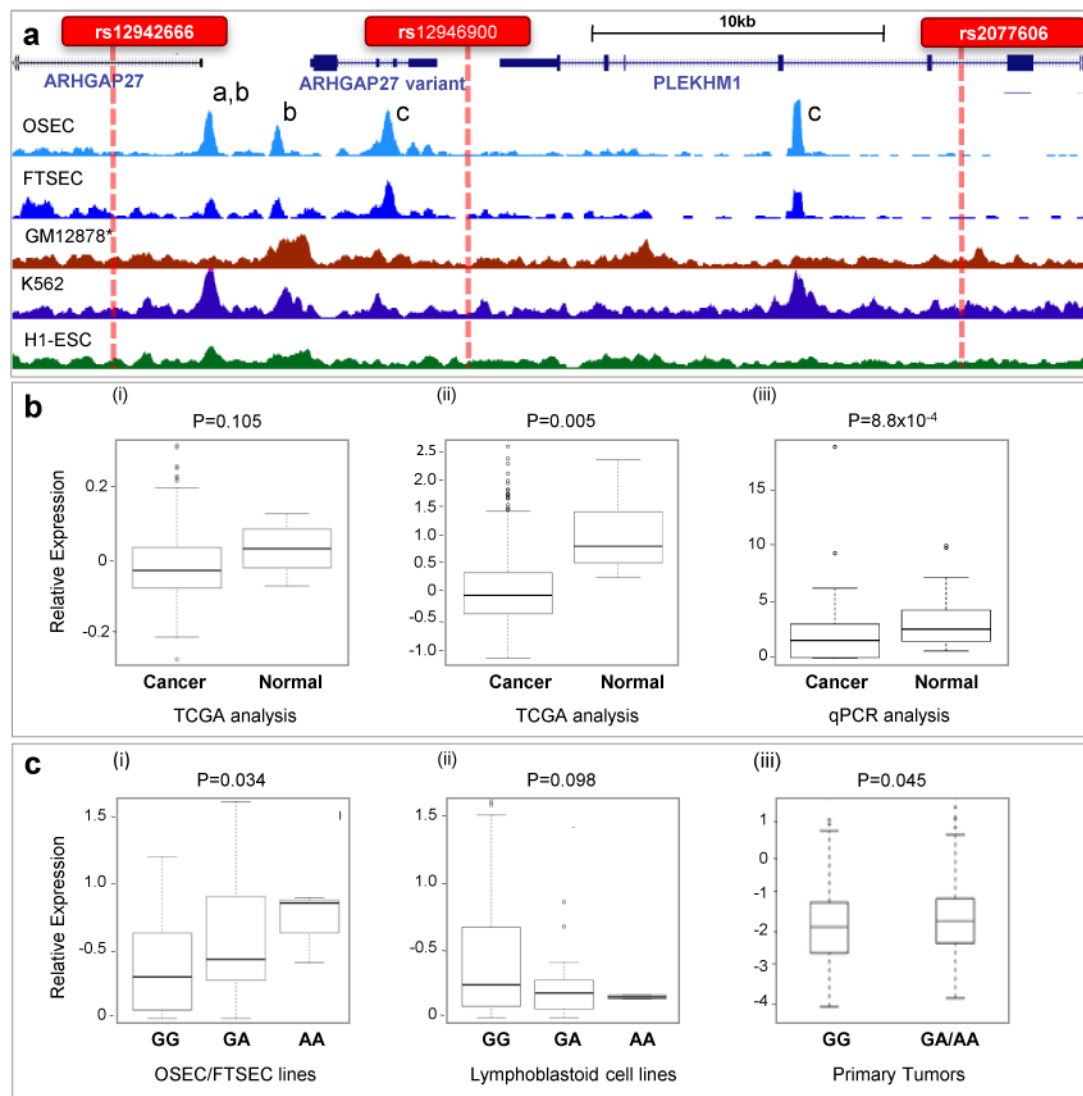 a
rs12942666
rs12946900
10kb
rs2077606
ARHGAP27
ARHGAP27 variant
PLEKHM1
a,b
b
c
c
OSEC
FTSEC
GM12878*
K562
H1-ESC
b
(i)
(ii)
(iii)
P=0.105
P=0.005
P=8.8x10-4
Relative Expression
0.2
0
-0.2
2.5
2.0
1.5
1.0
0.5
0
-0.5
-1.0
15
10
5
0
Cancer
Normal
Cancer
Normal
Cancer
Normal
TCGA analysis
TCGA analysis
qPCR analysis
c
(i)
(ii)
(iii)
P=0.034
P=0.098
P=0.045
Relative Expression
1.5
1.0
-0.5
0
1.5
1.0
-0.5
0
1
0
-1
-2
-3
-4
GG
GA
AA
GG
GA
AA
GG
GA/AA
OSEC/FTSEC lines
Lymphoblastoid cell lines
Primary Tumors